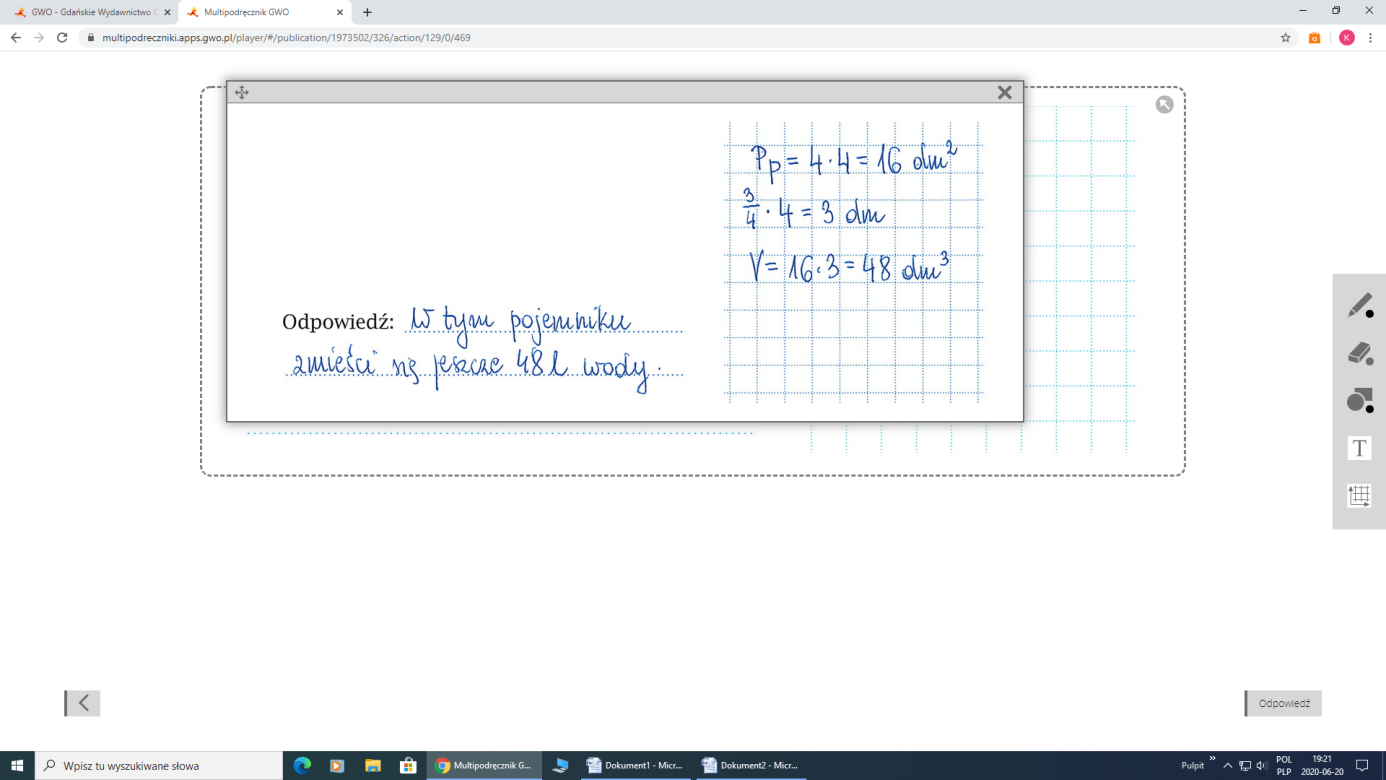 GWO - Gdańskie Wydawnictwo O
Multipodręcznik GWO
multipodreczniki.apps.gwo.pl/player/#/publication/1973502/326/action/129/0/469
K
Pp = 4 · 4 = 16 dm²
3/4 · 4 = 3 dm
V = 16 · 3 = 48 dm³
Odpowiedź: W tym pojemniku
zmieści się jeszcze 48 l wody.
T
Odpowiedź
Wpisz tu wyszukiwane słowa
Multipodręcznik G...
Dokument1 - Micr...
Dokument2 - Micr...
Pulpit
POL
PLP
19:21
2020-06-20